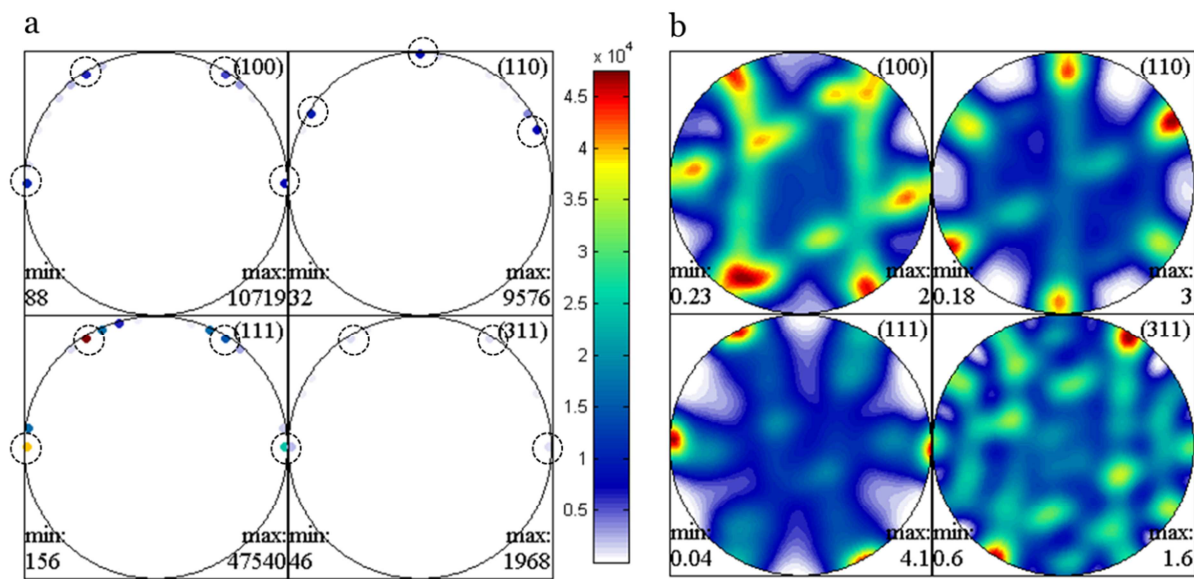 a
b
(100)
(110)
x 10⁴
(100)
(110)
4.5
4
3.5
min:
88
max:
10719
min:
32
max:
9576
3
min:
0.23
max:
2
min:
0.18
max:
3
2.5
(111)
(311)
(111)
(311)
2
1.5
1
0.5
min:
156
max:
47540
min:
46
max:
1968
min:
0.04
max:
4.1
min:
0.6
max:
1.6